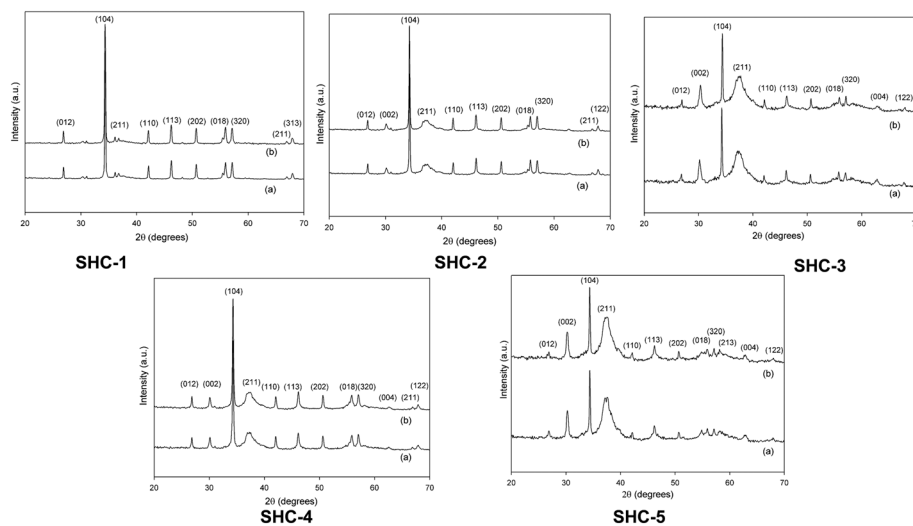 (104)
(012)
(211)
(110)
(113)
(202)
(018)
(320)
(211)
(313)
(b)
(a)
Intensity (a.u.)
20 30 40 50 60 70
2θ (degrees)
SHC-1
(104)
(012)
(002)
(211)
(110)
(113)
(202)
(018)
(320)
(211)
(122)
(b)
(a)
Intensity (a.u.)
20 30 40 50 60 70
2θ (degrees)
SHC-2
(104)
(012)
(002)
(211)
(110)
(113)
(202)
(018)
(320)
(004)
(122)
(b)
(a)
Intensity (a.u.)
20 30 40 50 60 70
2θ (degrees)
SHC-3
(104)
(012)
(002)
(211)
(110)
(113)
(202)
(018)
(320)
(004)
(211)
(122)
(b)
(a)
Intensity (a.u.)
20 30 40 50 60 70
2θ (degrees)
SHC-4
(104)
(012)
(002)
(211)
(110)
(113)
(202)
(018)
(320)
(213)
(004)
(122)
(b)
(a)
Intensity (a.u.)
20 30 40 50 60 70
2θ (degrees)
SHC-5